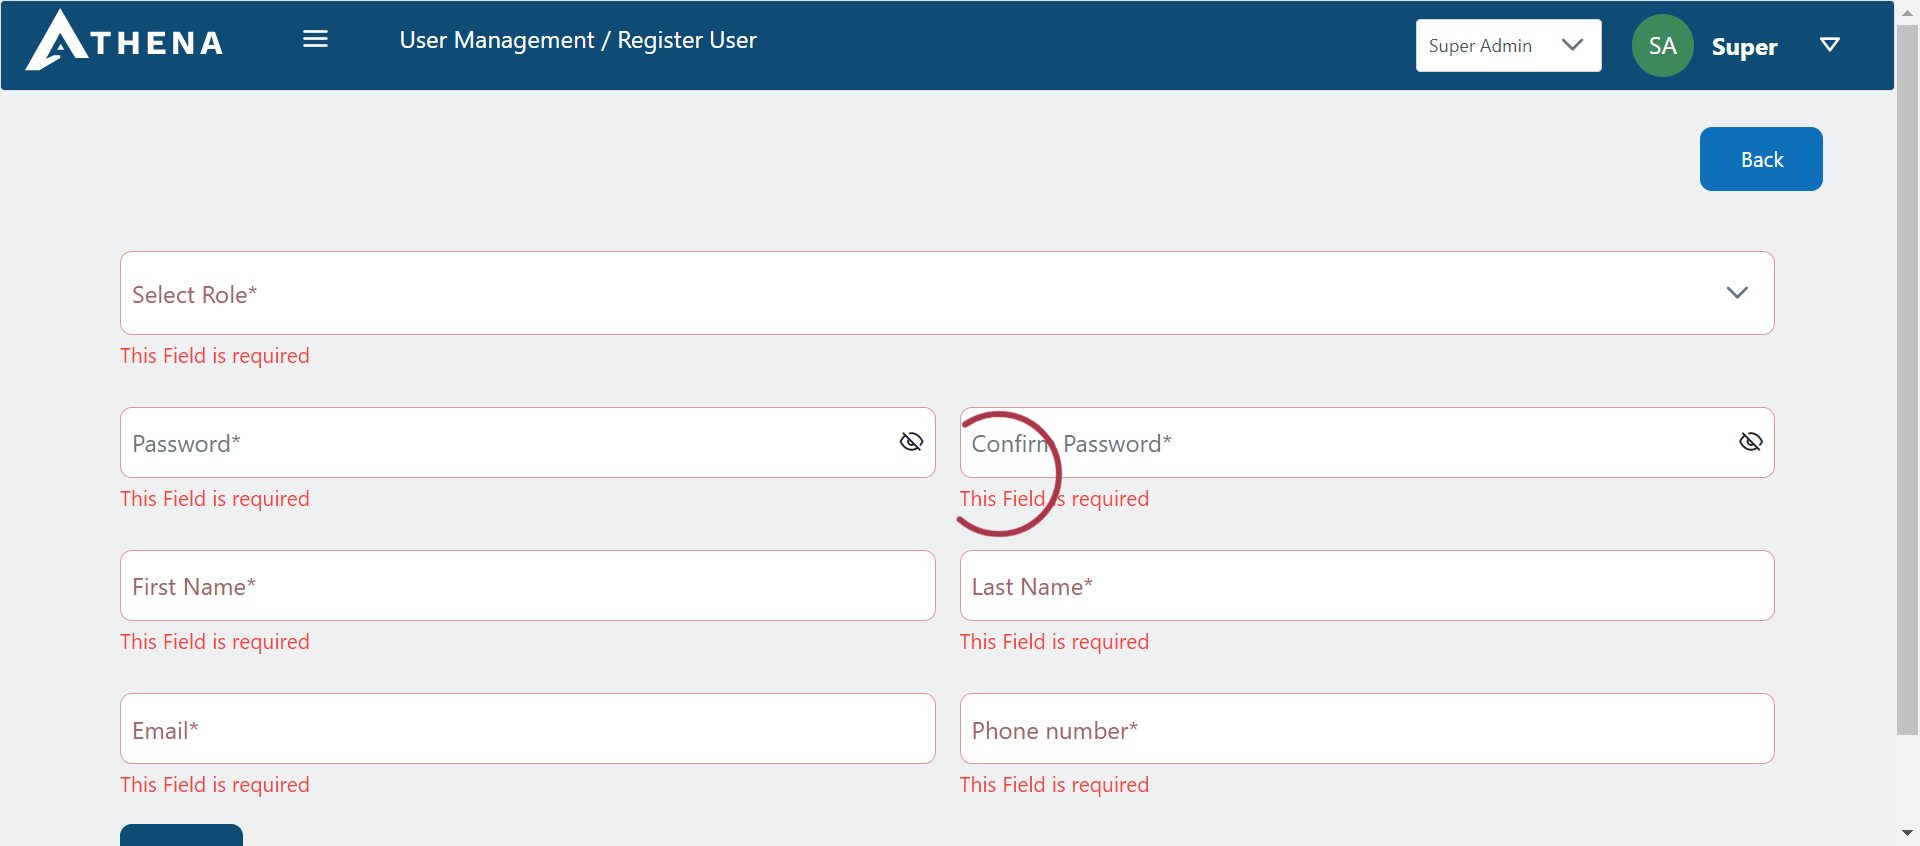 ATHENA
User Management / Register User
Super Admin
SA
Super
Back
Select Role*
This Field is required
Password*
Confirm Password*
This Field is required
This Field is required
First Name*
Last Name*
This Field is required
This Field is required
Email*
Phone number*
This Field is required
This Field is required